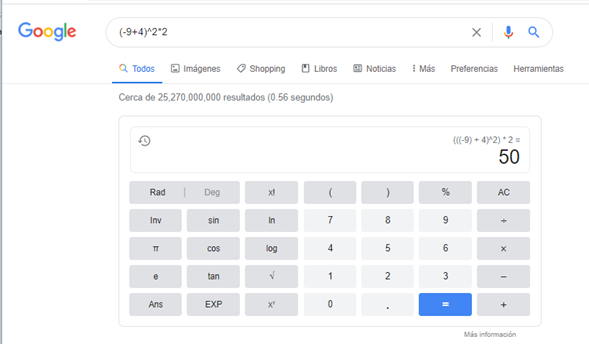 Google (-9+4)^2*2
Todos Imágenes Shopping Libros Noticias Más Preferencias Herramientas
Cerca de 25,270,000,000 resultados (0.56 segundos)
(((-9) + 4)^2) * 2 =
50
Rad | Deg x! ( ) % AC
Inv sin ln 7 8 9 ÷
π cos log 4 5 6 ×
e tan √ 1 2 3 −
Ans EXP xʸ 0 . = +
Más información